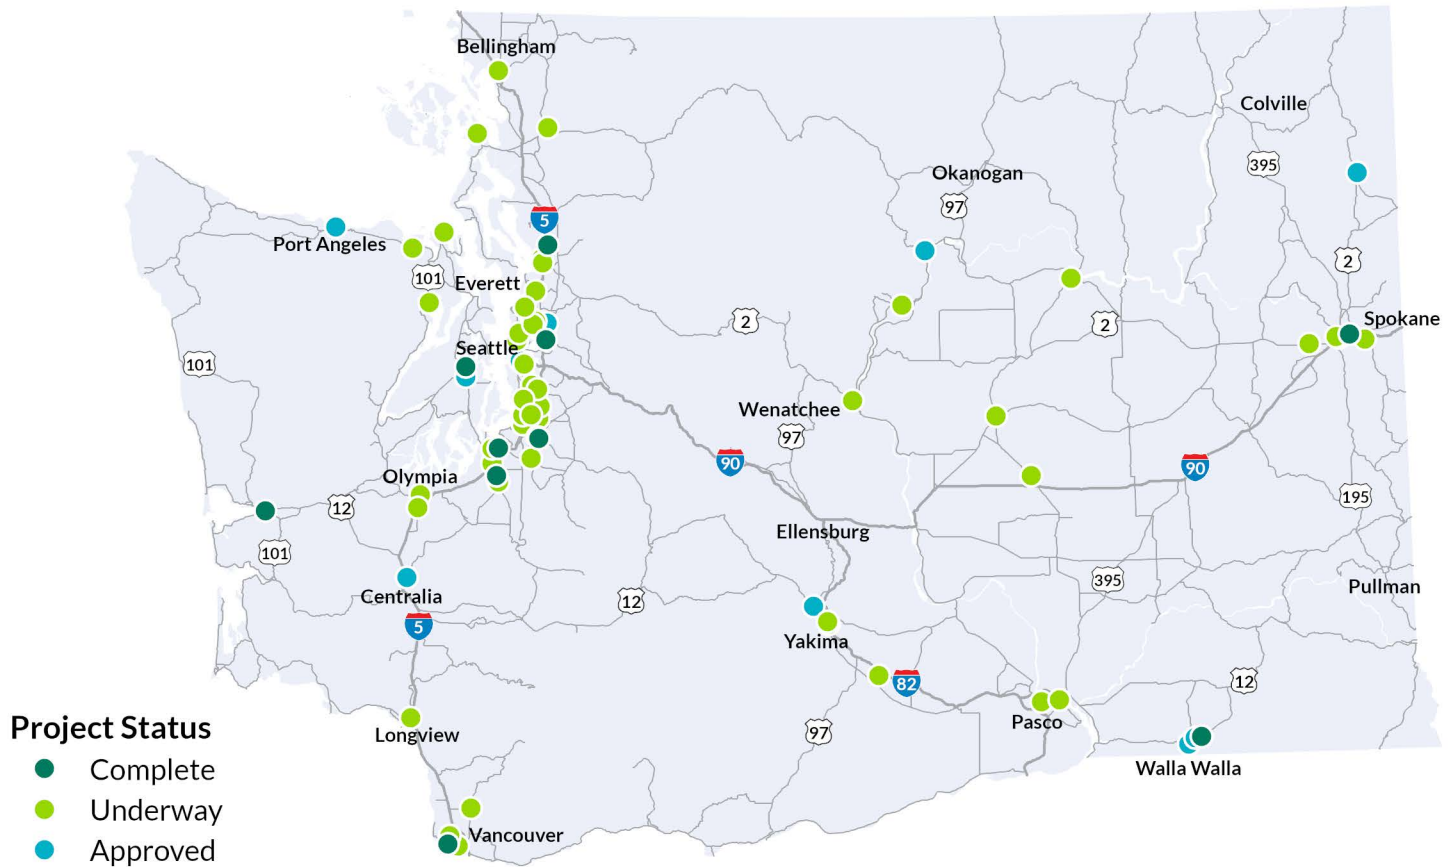 Bellingham
Colville
395
Okanogan
97
5
Port Angeles
101
Everett
2
2
2
Spokane
Seattle
101
Wenatchee
97
90
90
Olympia
12
195
Ellensburg
101
395
Pullman
Centralia
12
5
Yakima
82
12
Pasco
97
Longview
Walla Walla
Vancouver
Project Status
Complete
Underway
Approved